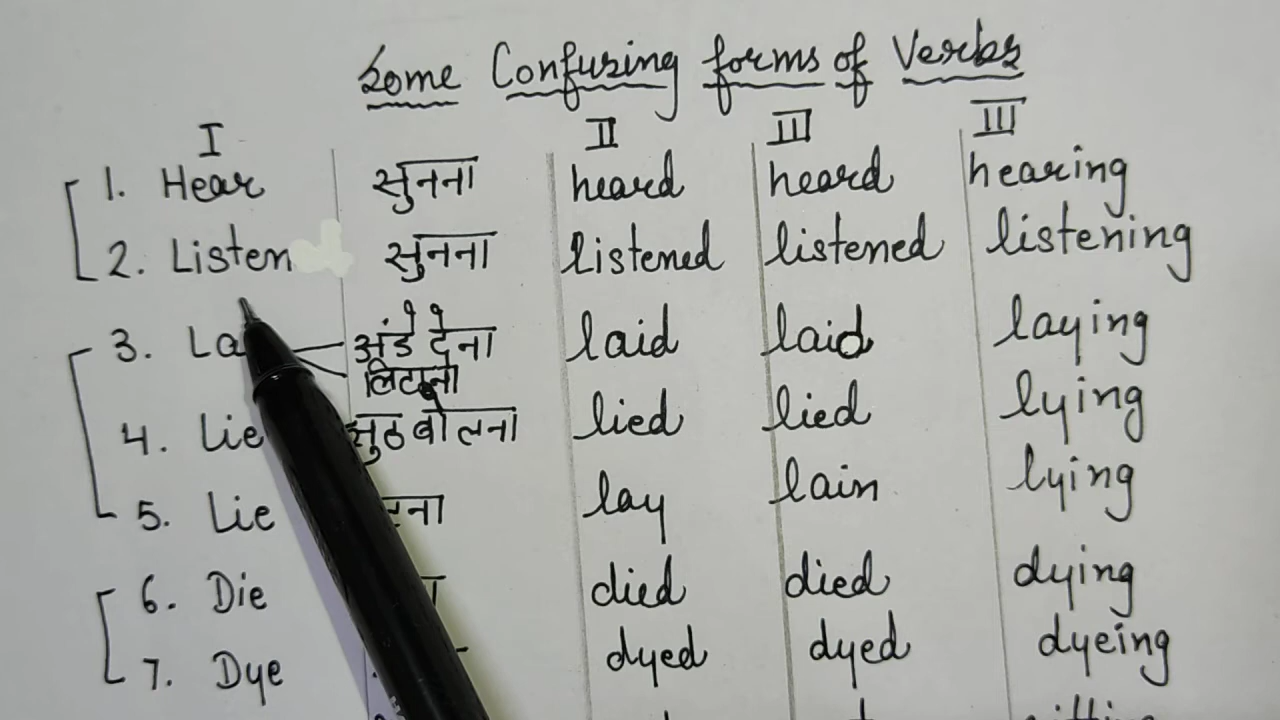 Some Confusing forms of Verbs
I II III III
1. Hear सुनना heard heard hearing
2. Listen सुनना listened listened listening
3. अंडे देना laid laid laying
लिटाना
4. Lie झुठ बोलना lied lied lying
5. Lie lay lain lying
6. Die died died dying
7. Dye dyed dyed dyeing